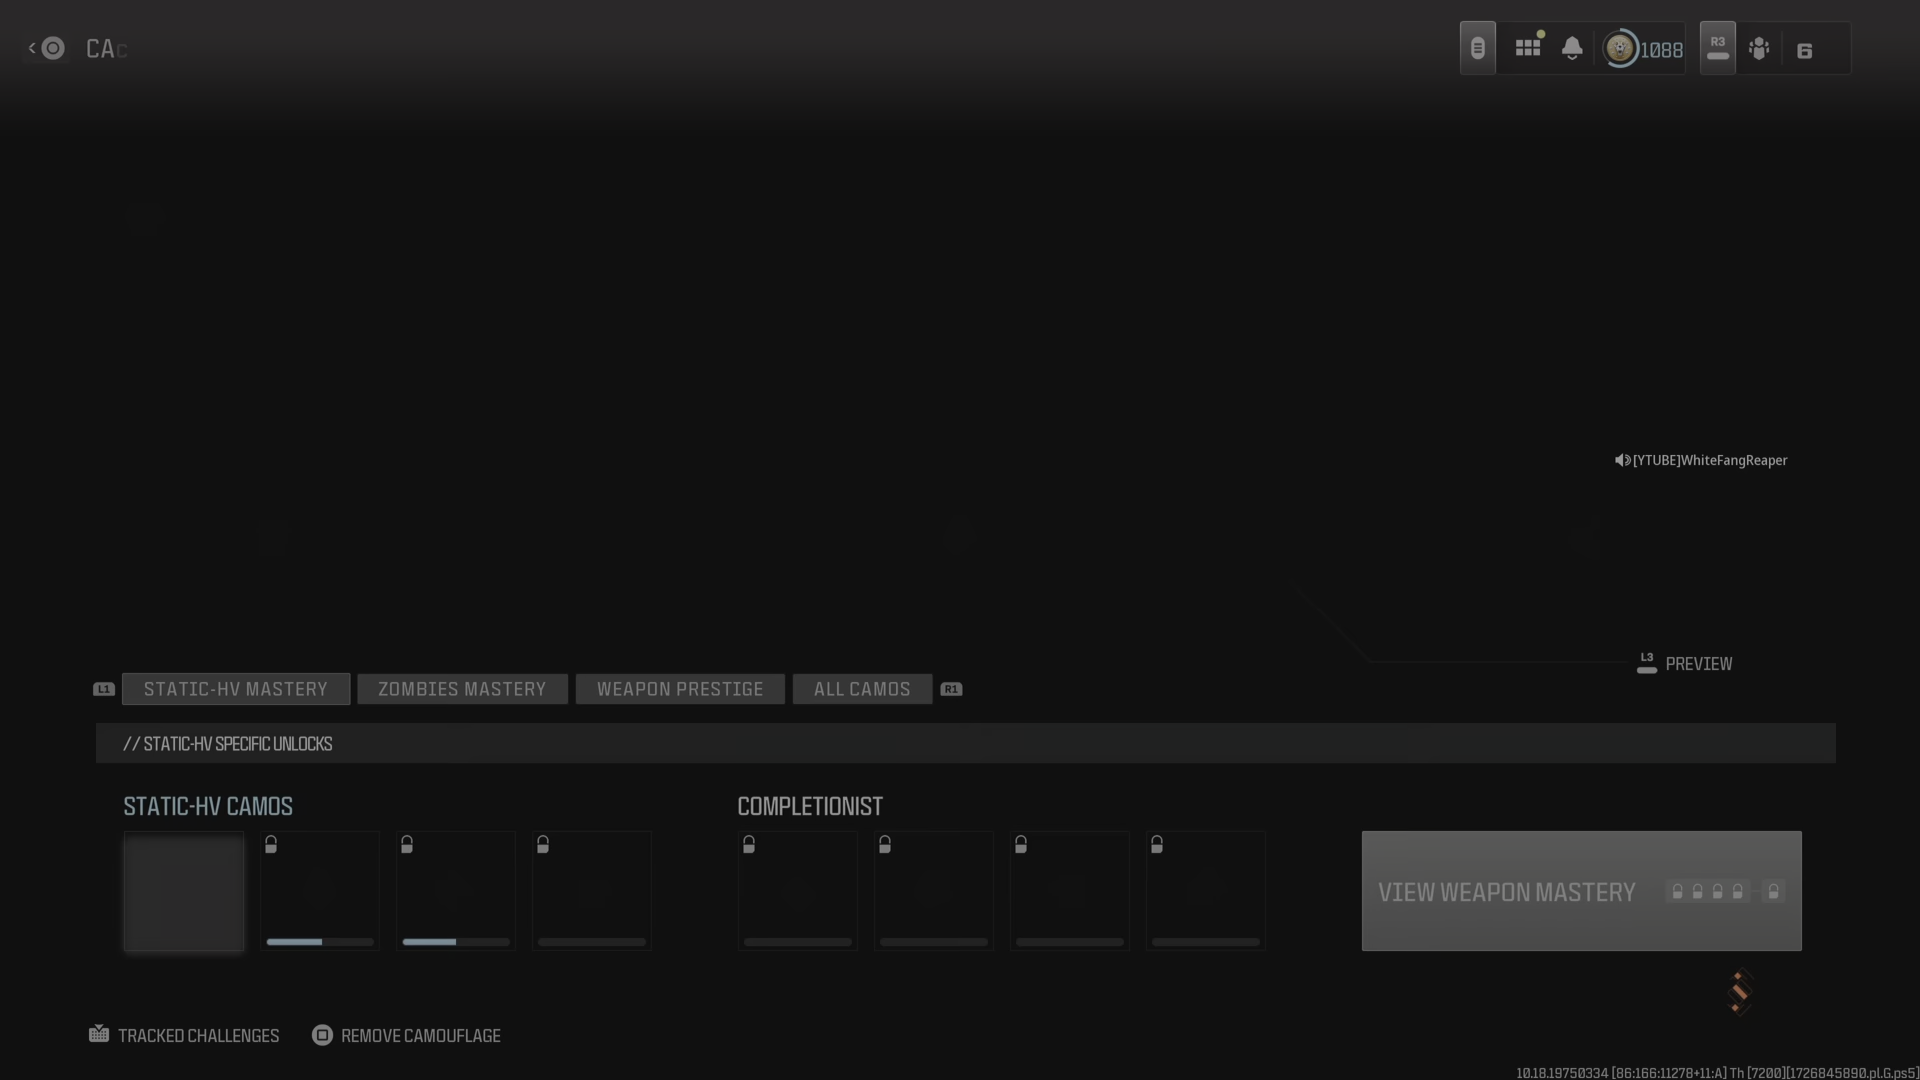 CAC
1088
R3
6
[YTUBE]WhiteFangReaper
L3
PREVIEW
L1
STATIC-HV MASTERY
ZOMBIES MASTERY
WEAPON PRESTIGE
ALL CAMOS
R1
// STATIC-HV SPECIFIC UNLOCKS
STATIC-HV CAMOS
COMPLETIONIST
VIEW WEAPON MASTERY
TRACKED CHALLENGES
REMOVE CAMOUFLAGE
10.18.19750334 [86:166:11278+11:A] Th [7200][1726845890.pl.G.ps5]